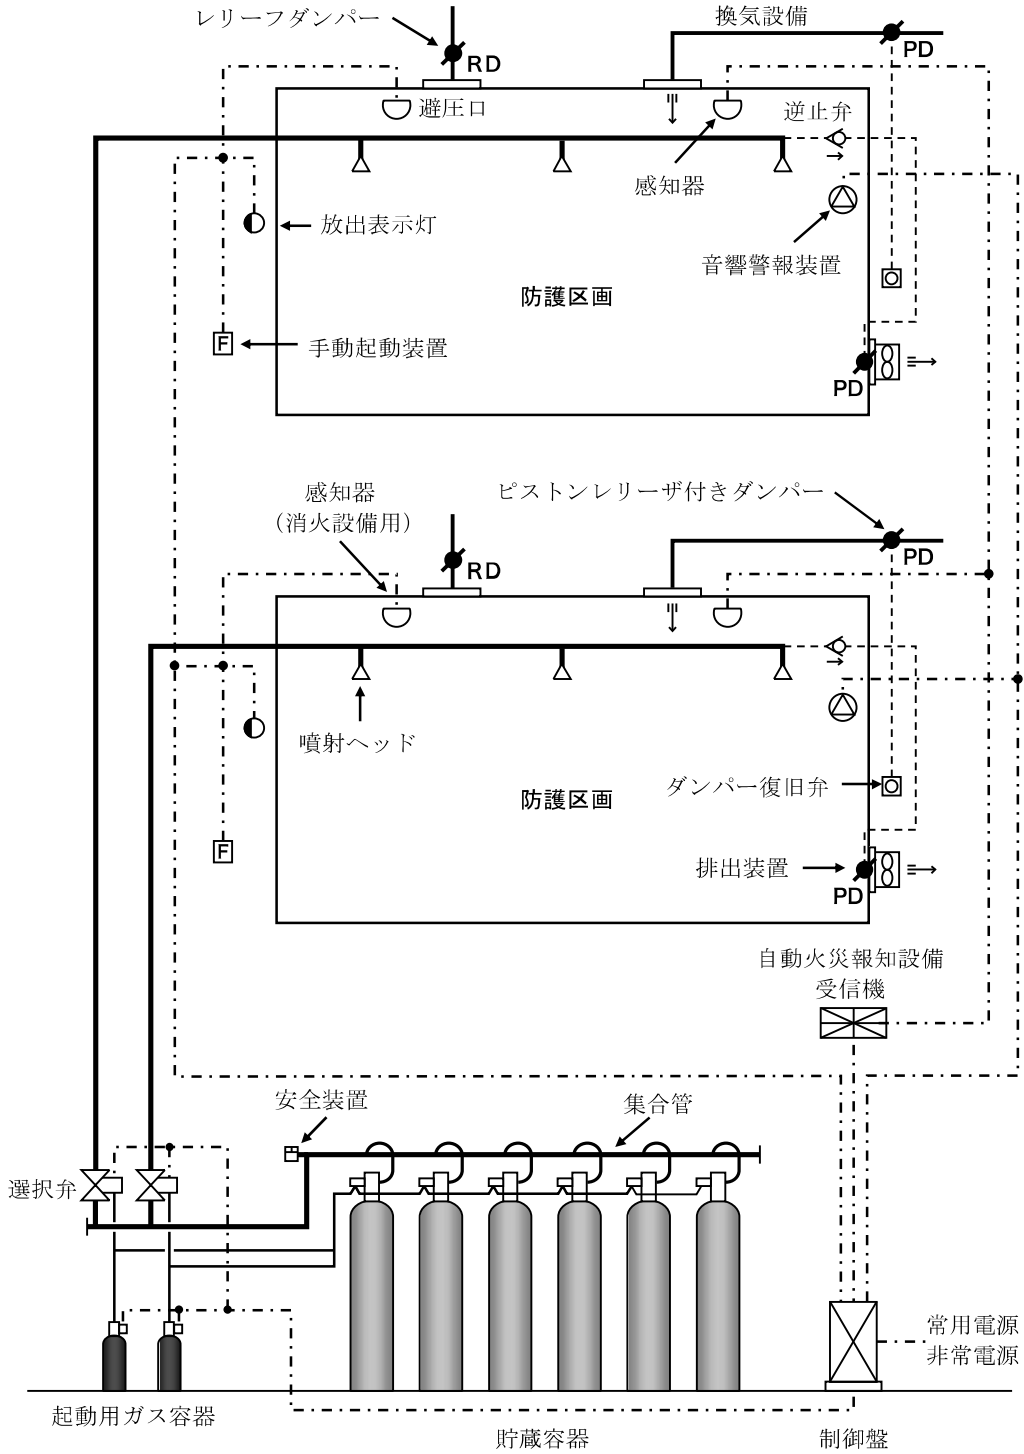 レリーフダンパー
換気設備
RD
PD
避圧口
逆止弁
感知器
放出表示灯
音響警報装置
防護区画
F
手動起動装置
PD
感知器
(消火設備用)
ピストンレリーザ付きダンパー
RD
PD
噴射ヘッド
ダンパー復旧弁
防護区画
F
排出装置
PD
自動火災報知設備
受信機
安全装置
集合管
選択弁
常用電源
非常電源
起動用ガス容器
貯蔵容器
制御盤